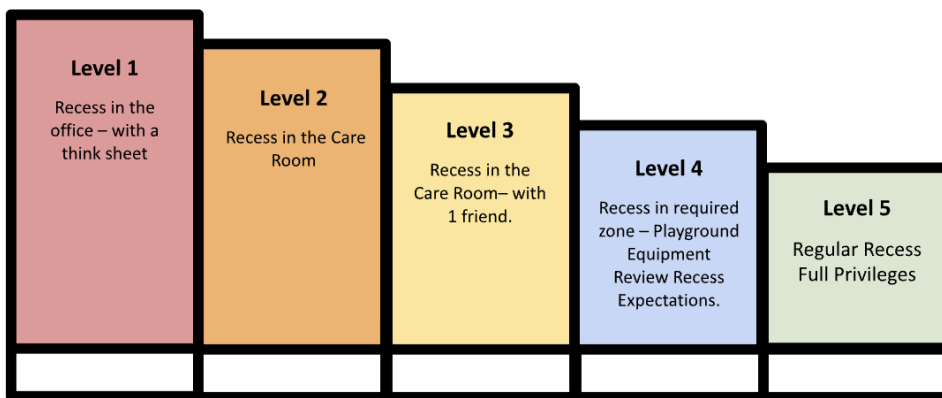 Level 1
Recess in the
office – with a
think sheet
Level 2
Recess in the Care
Room
Level 3
Recess in the
Care Room– with
1 friend.
Level 4
Recess in required
zone – Playground
Equipment
Review Recess
Expectations.
Level 5
Regular Recess
Full Privileges